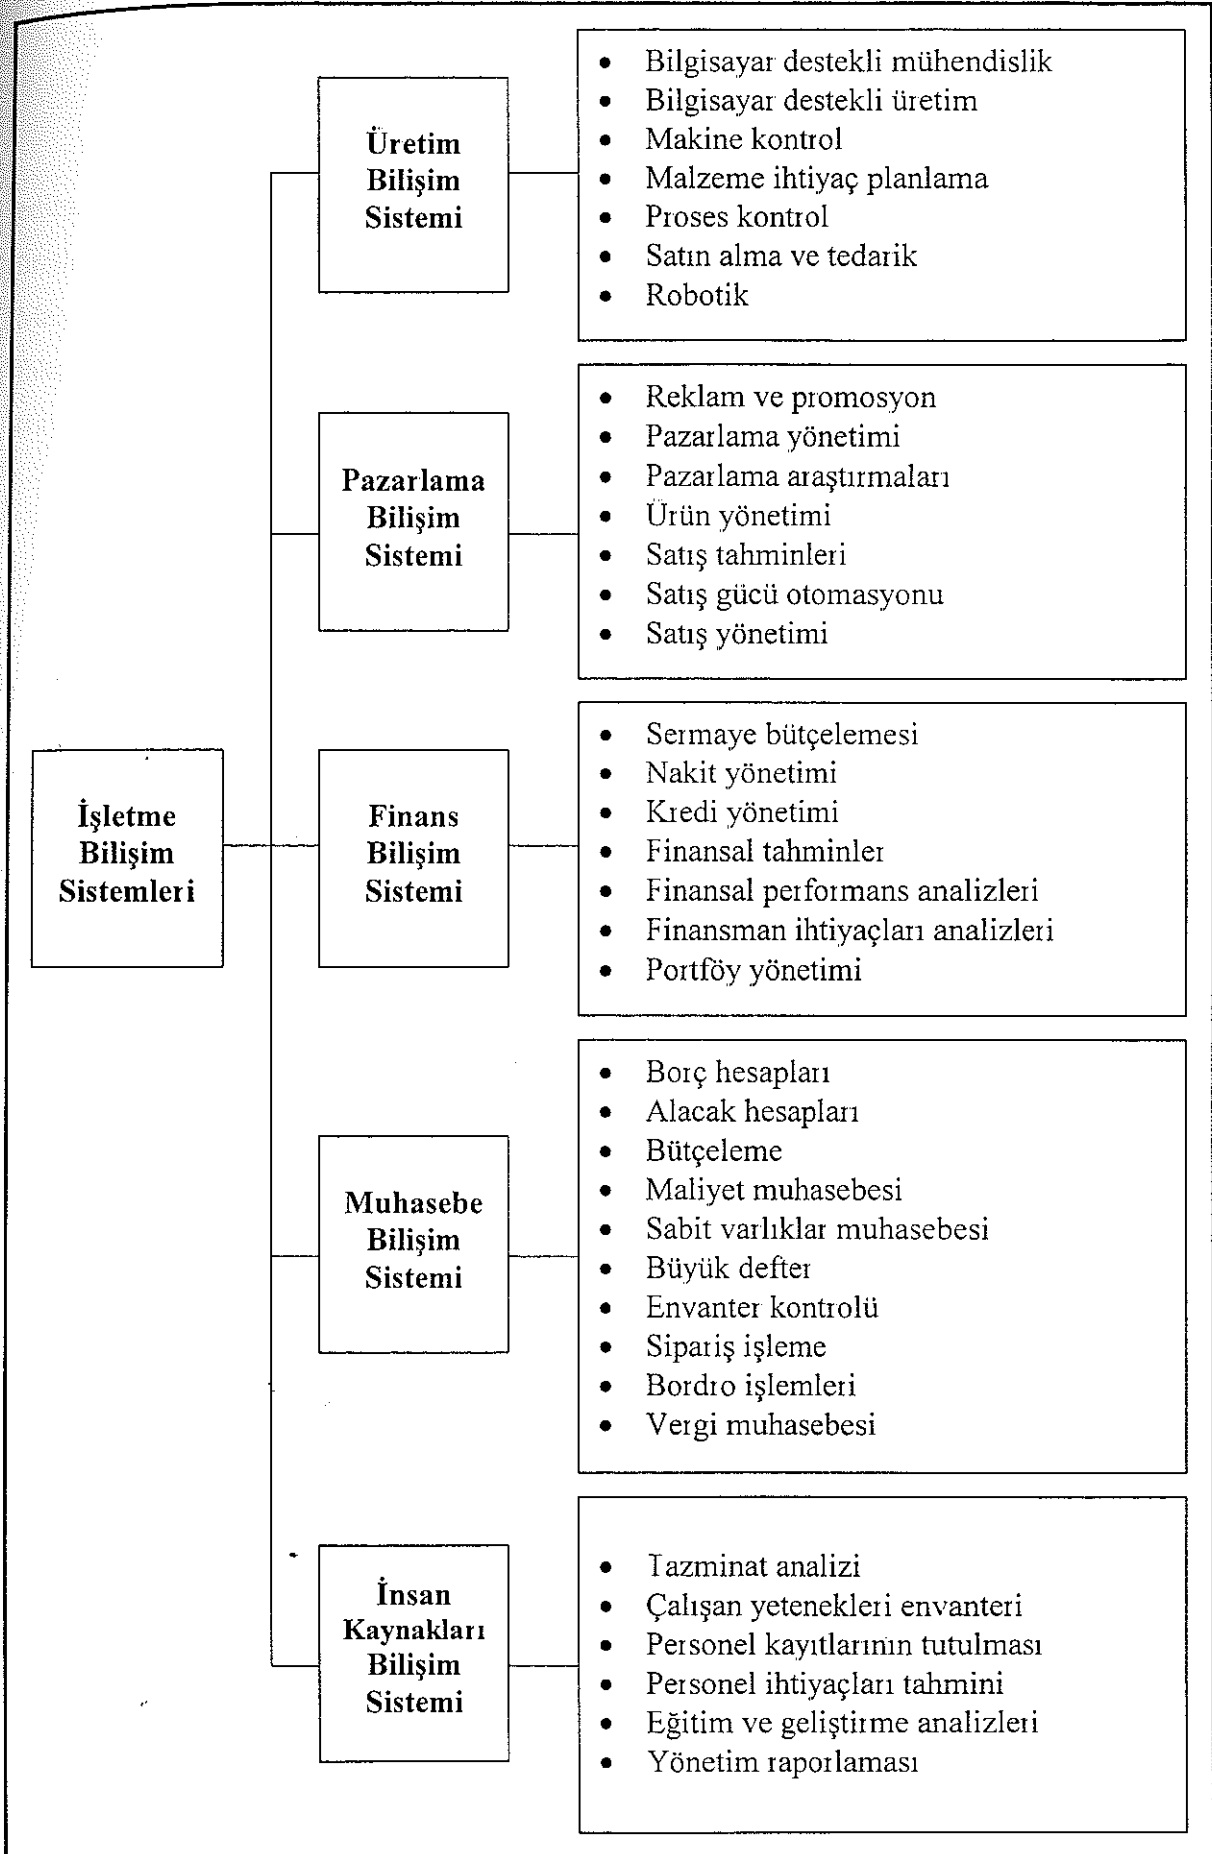 Üretim
Bilişim
Sistemi
• Bilgisayar destekli mühendislik
• Bilgisayar destekli üretim
• Makine kontrol
• Malzeme ihtiyaç planlama
• Proses kontrol
• Satın alma ve tedarik
• Robotik
Pazarlama
Bilişim
Sistemi
• Reklam ve promosyon
• Pazarlama yönetimi
• Pazarlama araştırmaları
• Ürün yönetimi
• Satış tahminleri
• Satış gücü otomasyonu
• Satış yönetimi
İşletme
Bilişim
Sistemleri
Finans
Bilişim
Sistemi
• Sermaye bütçelemesi
• Nakit yönetimi
• Kredi yönetimi
• Finansal tahminler
• Finansal performans analizleri
• Finansman ihtiyaçları analizleri
• Portföy yönetimi
Muhasebe
Bilişim
Sistemi
• Borç hesapları
• Alacak hesapları
• Bütçeleme
• Maliyet muhasebesi
• Sabit varlıklar muhasebesi
• Büyük defter
• Envanter kontrolü
• Sipariş işleme
• Bordro işlemleri
• Vergi muhasebesi
İnsan
Kaynakları
Bilişim
Sistemi
• Tazminat analizi
• Çalışan yetenekleri envanteri
• Personel kayıtlarının tutulması
• Personel ihtiyaçları tahmini
• Eğitim ve geliştirme analizleri
• Yönetim raporlaması